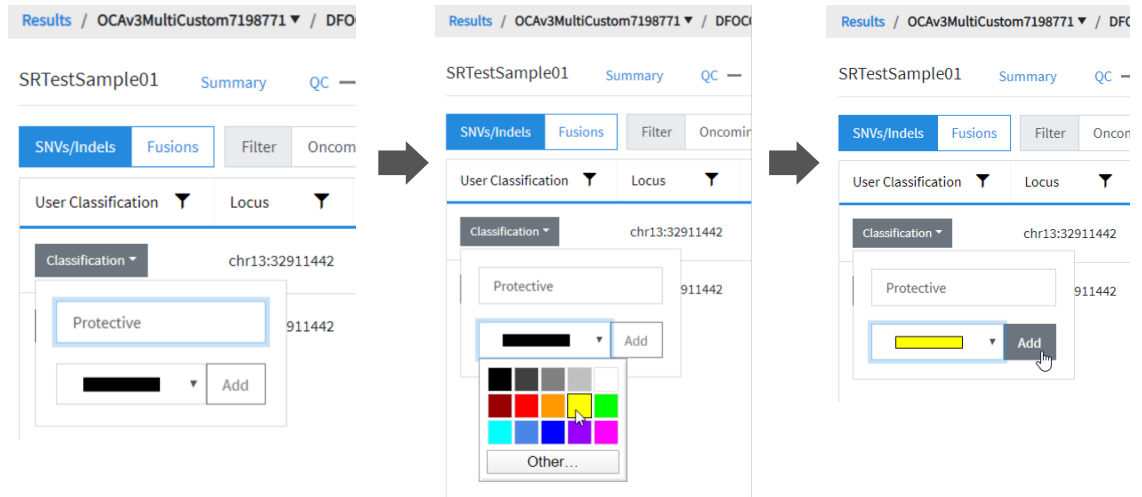 Results / OCAv3MultiCustom7198771 ▼ / DFO
SRTestSample01 Summary QC
SNVs/Indels Fusions Filter Oncom
User Classification Locus
Classification chr13:32911442
Protective
911442
Add
Results / OCAv3MultiCustom7198771 ▼ / DFOC
SRTestSample01 Summary QC
SNVs/Indels Fusions Filter Oncomin
User Classification Locus
Classification chr13:32911442
Protective 911442
Add
Other...
Results / OCAv3MultiCustom7198771 ▼ / DFO
SRTestSample01 Summary QC
SNVs/Indels Fusions Filter Oncom
User Classification Locus
Classification chr13:32911442
Protective 911442
Add